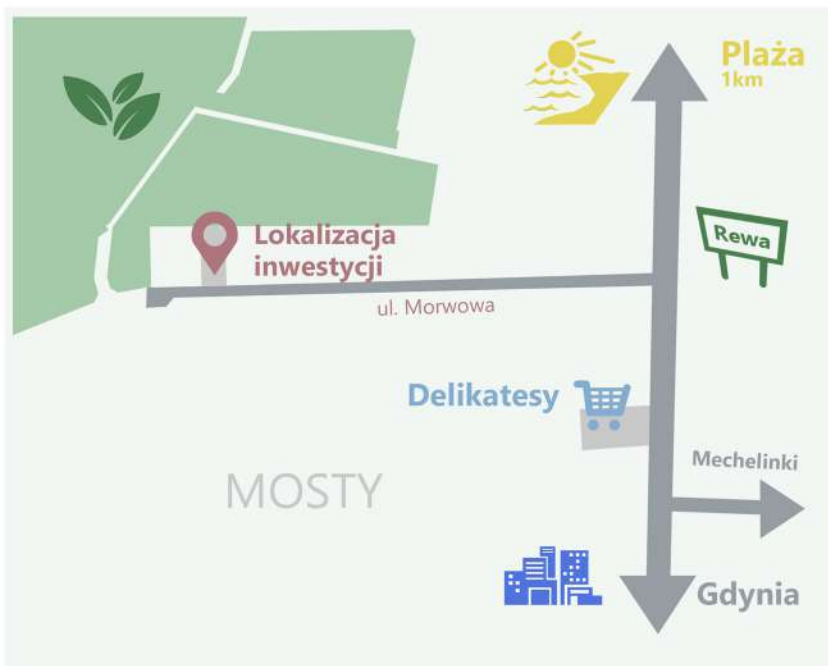 Plaża
1km
Rewa
Lokalizacja
inwestycji
ul. Morwowa
Delikatesy
Mechelinki
MOSTY
Gdynia